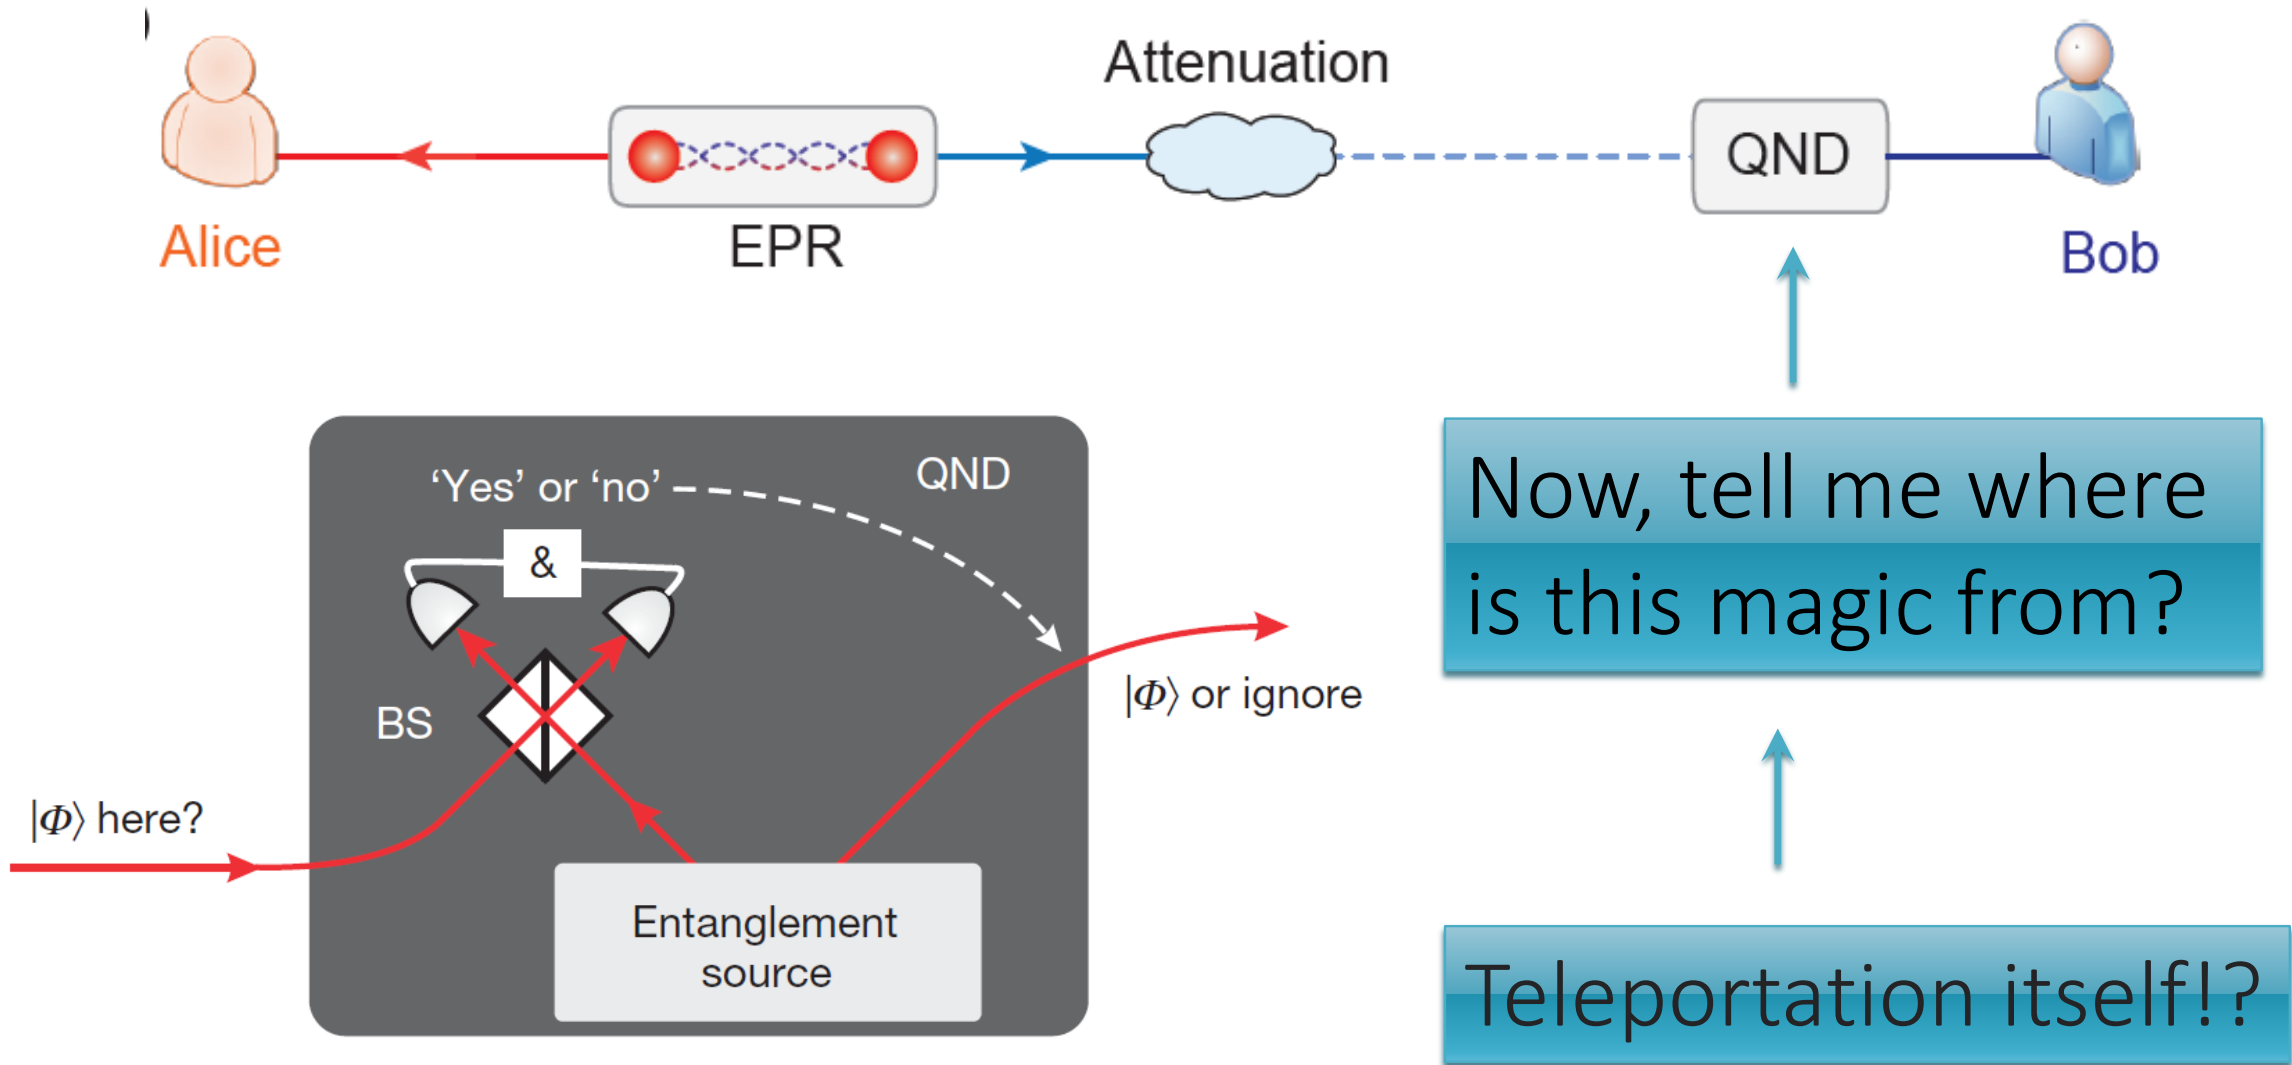 )
Attenuation
QND
Alice
EPR
Bob
‘Yes’ or ‘no’
QND
&
BS
|Φ⟩ here?
|Φ⟩ or ignore
Entanglement
source
Now, tell me where
is this magic from?
Teleportation itself!?